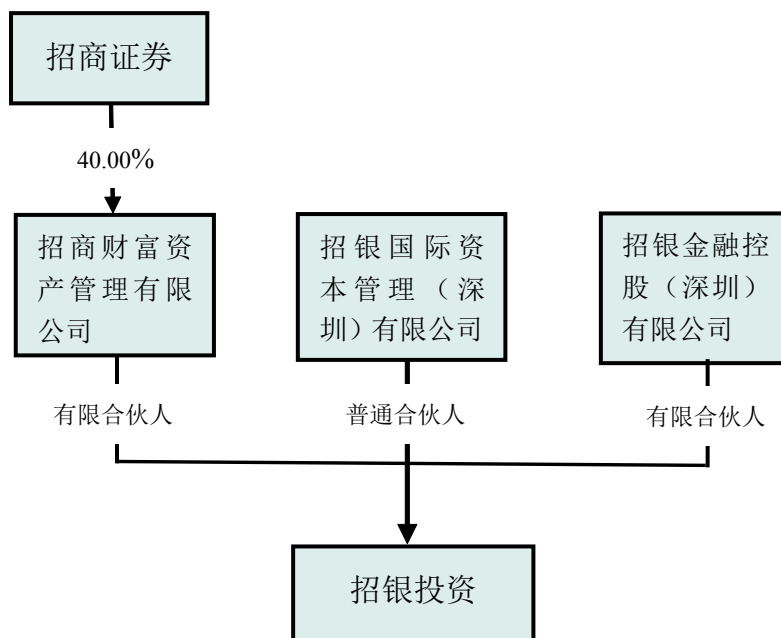 招商证券
40.00%
招商财富资
产管理有限
公司
招银国际资
本管理（深
圳）有限公司
招银金融控
股（深圳）
有限公司
有限合伙人
普通合伙人
有限合伙人
招银投资